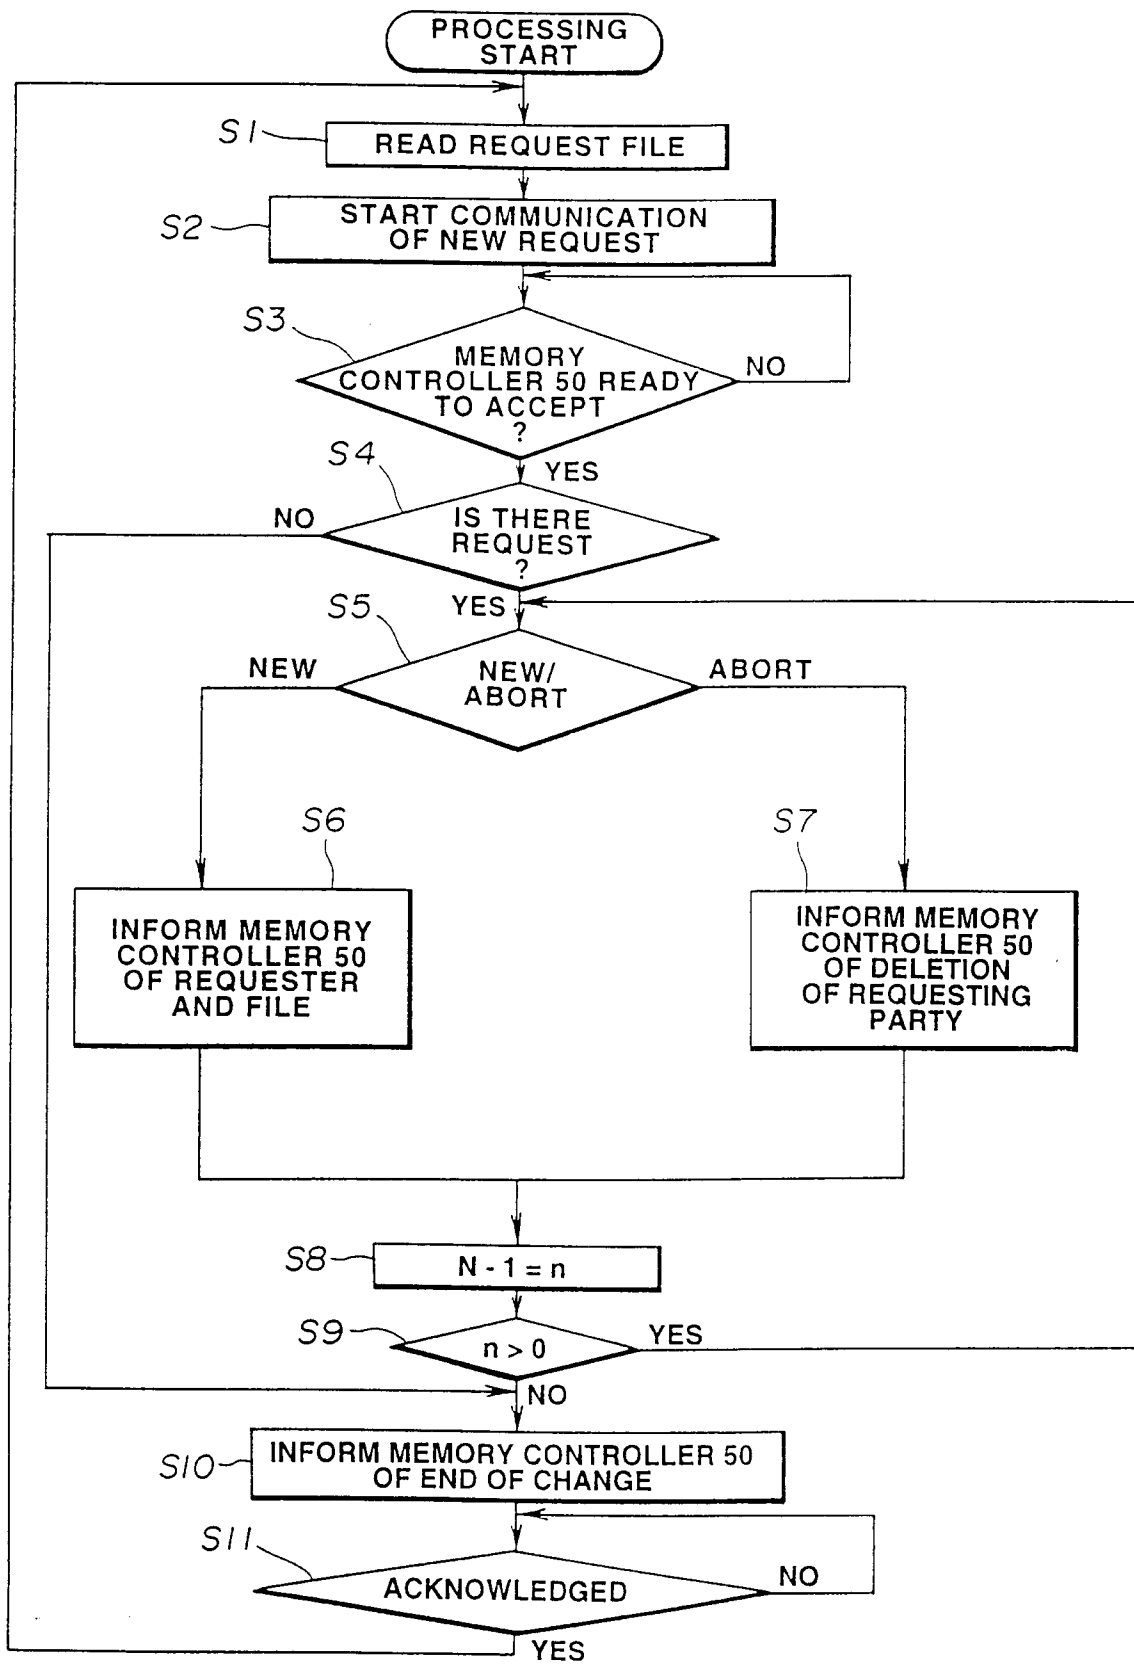 PROCESSING
START
S1
READ REQUEST FILE
S2
START COMMUNICATION
OF NEW REQUEST
S3
MEMORY
CONTROLLER 50 READY
TO ACCEPT
?
NO
YES
S4
NO
IS THERE
REQUEST
?
YES
S5
NEW
NEW/
ABORT
ABORT
S6
INFORM MEMORY
CONTROLLER 50
OF REQUESTER
AND FILE
S7
INFORM MEMORY
CONTROLLER 50
OF DELETION
OF REQUESTING
PARTY
S8
N - 1 = n
S9
n > 0
YES
NO
S10
INFORM MEMORY CONTROLLER 50
OF END OF CHANGE
S11
ACKNOWLEDGED
NO
YES